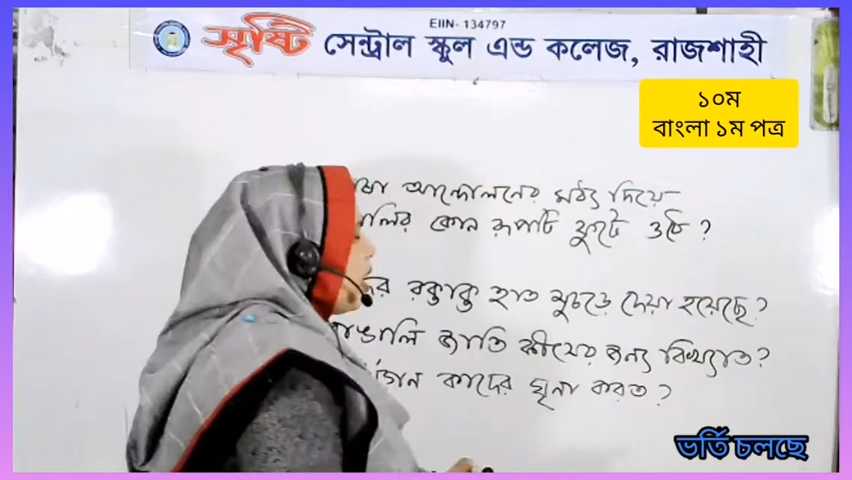 EIIN- 134797
সৃষ্টি সেন্ট্রাল স্কুল এন্ড কলেজ, রাজশাহী
১০ম
বাংলা ১ম পত্র
আন্দোলনের মধ্য দিয়ে-
কোন রূপটি ফুটে ওঠে ?
রক্তাক্ত হাত মুচড়ে দেয়া হয়েছে?
জাতি কীসের জন্য বিখ্যাত?
কাদের ঘৃনা করত ?
ভর্তি চলছে